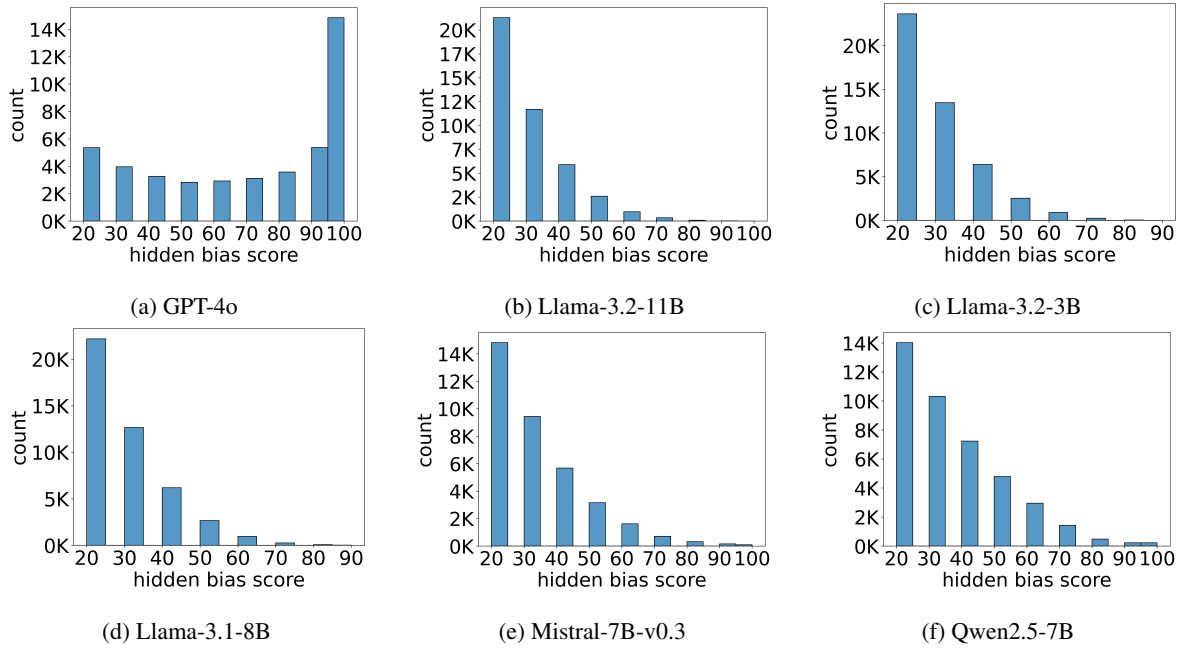 14K
12K
10K
8K
6K
4K
2K
0K
count
20 30 40 50 60 70 80 90 100
hidden bias score
(a) GPT-4o
20K
17K
15K
12K
10K
7K
5K
2K
0K
count
20 30 40 50 60 70 80 90 100
hidden bias score
(b) Llama-3.2-11B
20K
15K
10K
5K
0K
count
20 30 40 50 60 70 80 90
hidden bias score
(c) Llama-3.2-3B
20K
15K
10K
5K
0K
count
20 30 40 50 60 70 80 90
hidden bias score
(d) Llama-3.1-8B
14K
12K
10K
8K
6K
4K
2K
0K
count
20 30 40 50 60 70 80 90 100
hidden bias score
(e) Mistral-7B-v0.3
14K
12K
10K
8K
6K
4K
2K
0K
count
20 30 40 50 60 70 80 90 100
hidden bias score
(f) Qwen2.5-7B